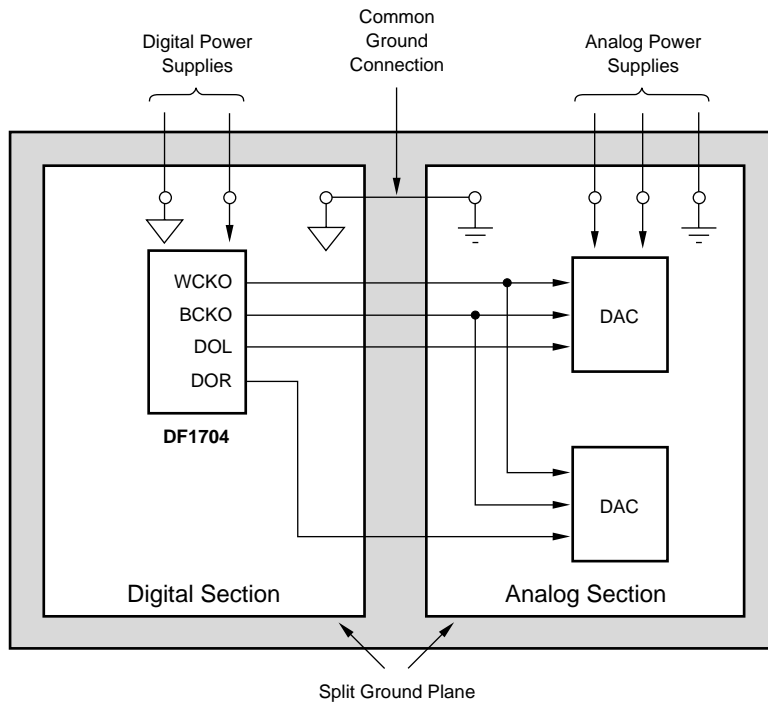 Digital Power
Supplies
Common
Ground
Connection
Analog Power
Supplies
WCKO
BCKO
DOL
DOR
DF1704
DAC
DAC
Digital Section
Analog Section
Split Ground Plane